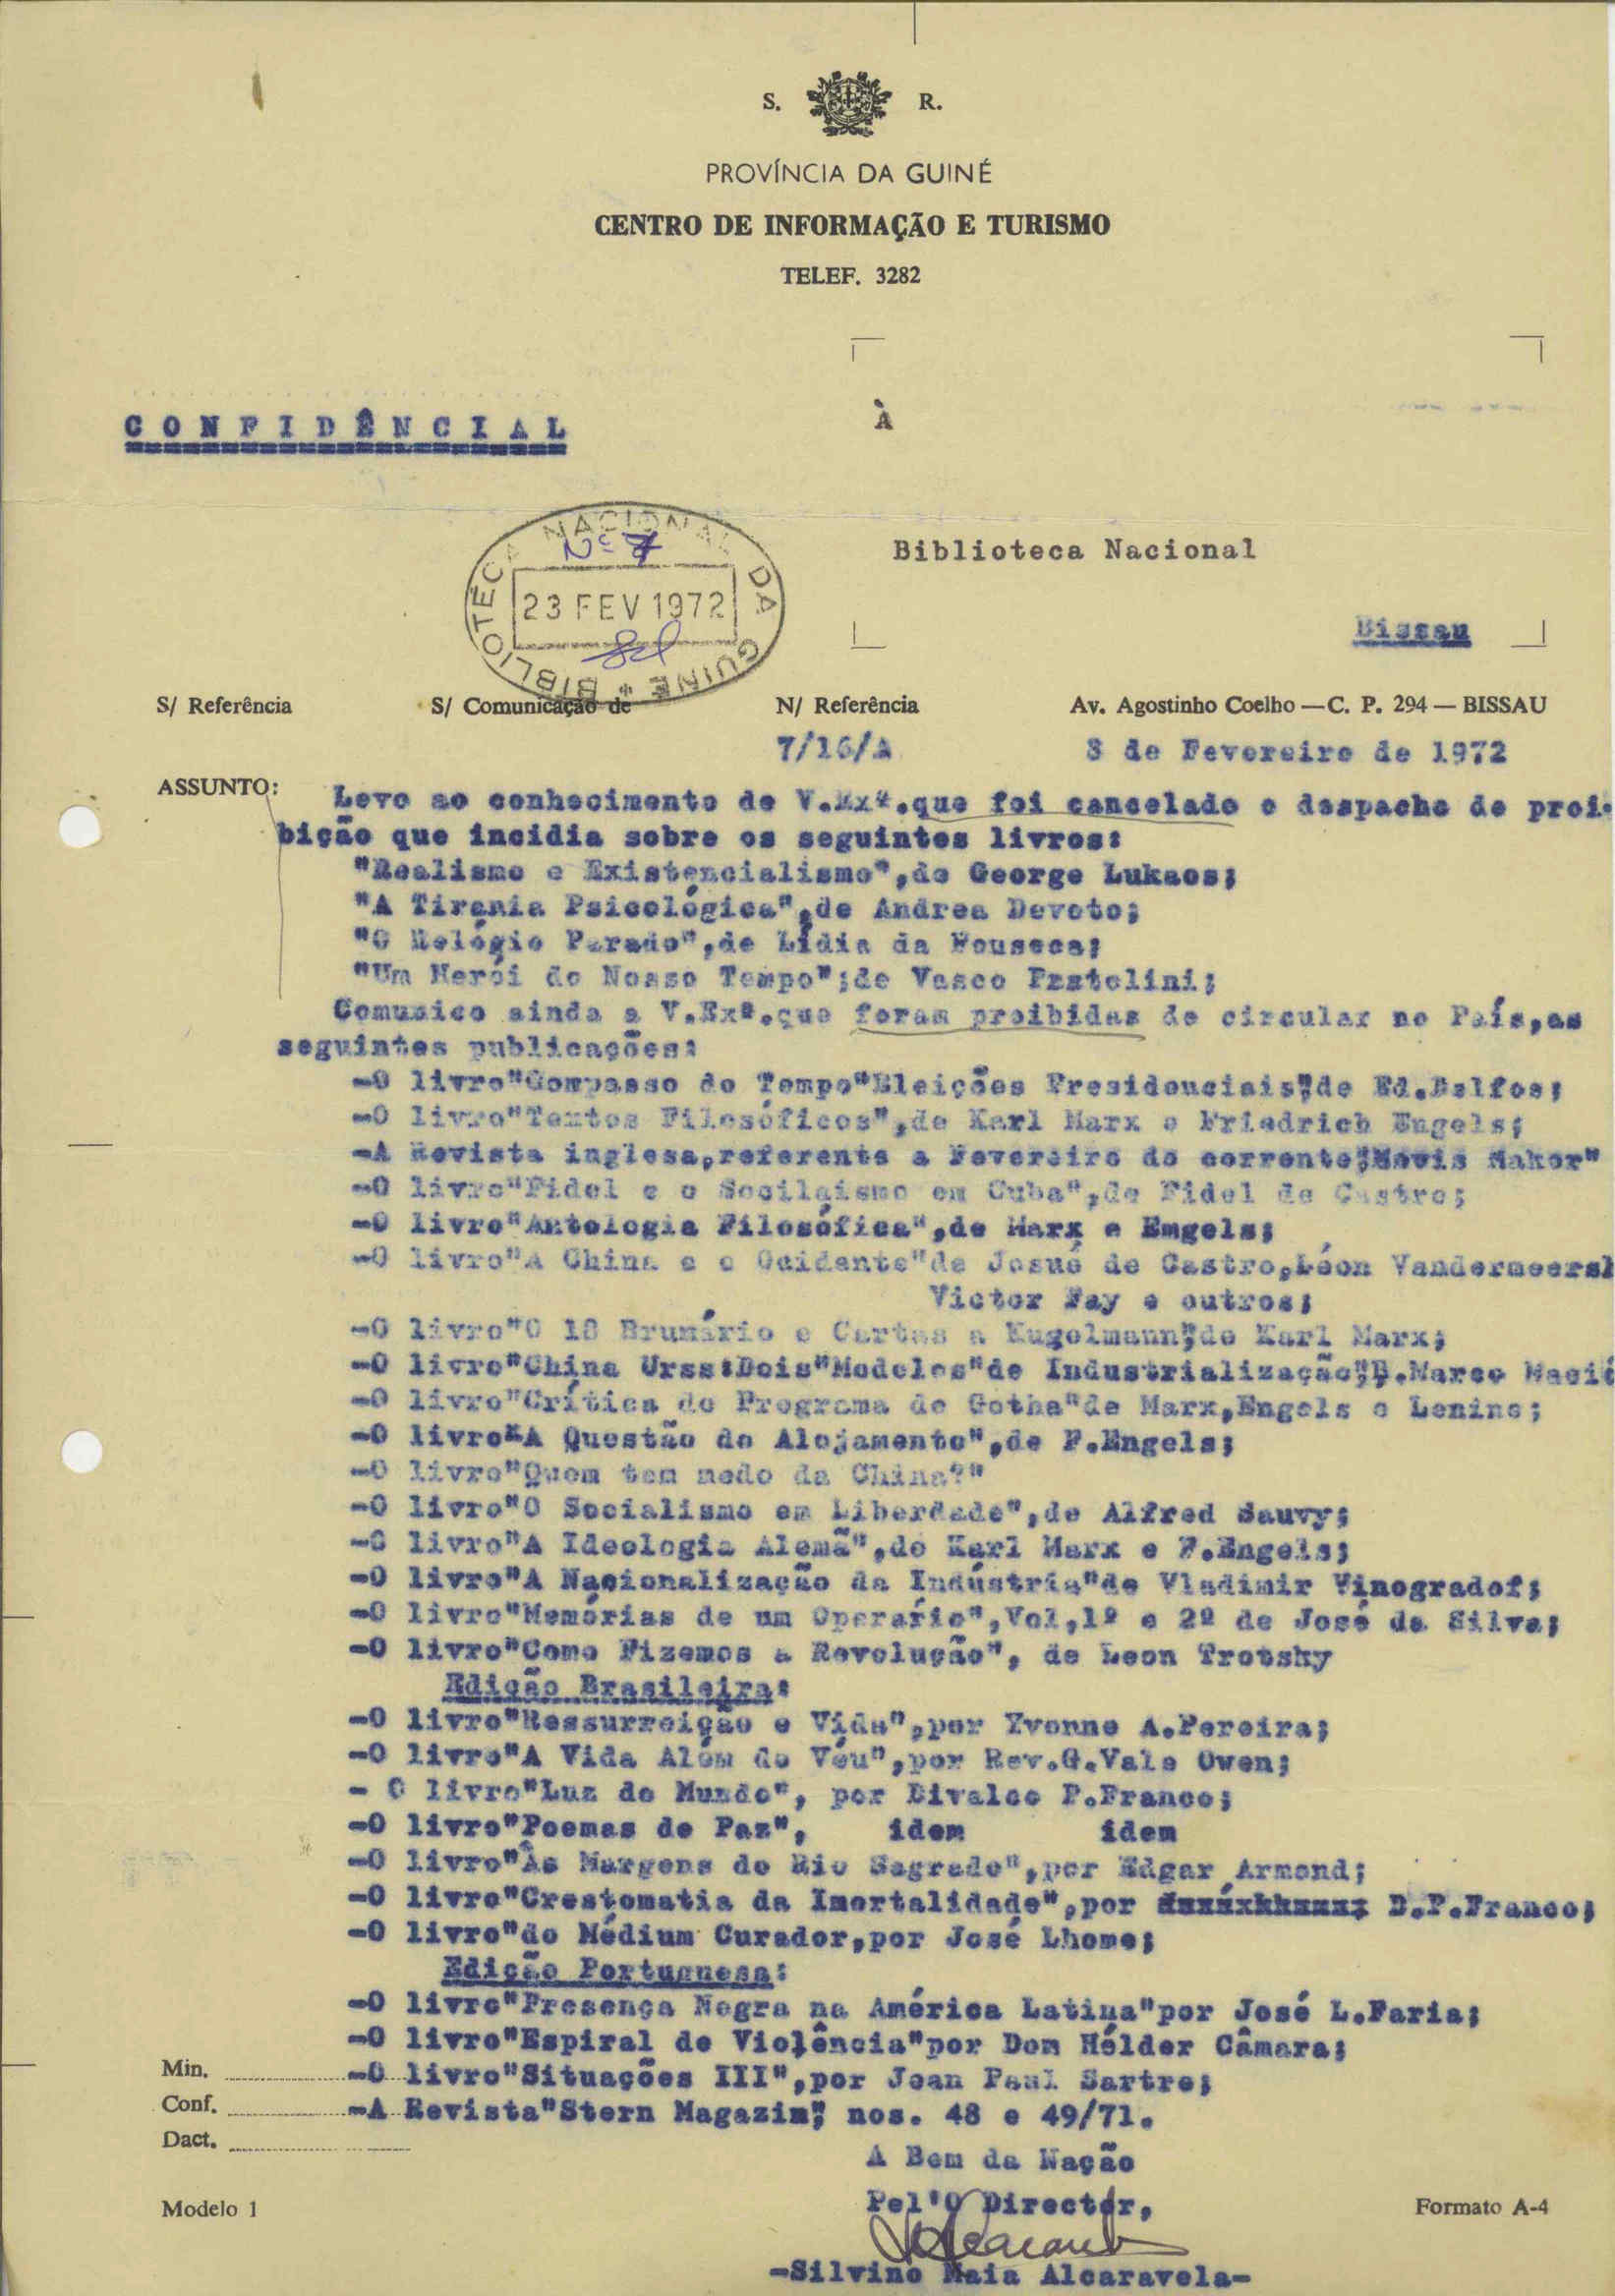 S. R.
PROVÍNCIA DA GUINÉ
CENTRO DE INFORMAÇÃO E TURISMO
TELEF. 3282
CONFIDÊNCIAL
À
BIBLIOTECA NACIONAL DA GUINÉ
Nº 7
23 FEV 1972
Biblioteca Nacional
Bissau
S/ Referência S/ Comunicação de N/ Referência Av. Agostinho Coelho — C. P. 294 — BISSAU
7/16/A 8 de Fevereiro de 1972
ASSUNTO: Levo ao conhecimento de V.Exª.que foi cancelado o despacho de proi-
bição que incidia sobre os seguintes livros:
"Realismo e Existencialismo",de George Lukacs;
"A Tirania Psicológica",de Andrea Devoto;
"O Relógio Parado",de Lídia da Fonseca;
"Um Herói do Nosso Tempo";de Vasco Pratolini;
Comunico ainda a V.Exª.que foram proibidas de circular no País,as
seguintes publicações:
-O livro"Compasso do Tempo"Eleições Presidenciais",de Ed.Delfos;
-O livro"Textos Filosóficos",de Karl Marx e Friedrich Engels;
-A Revista inglesa,referente a Fevereiro do corrente,"Movie Maker"
-O livro"Fidel e o Socilaismo em Cuba",de Fidel de Castro;
-O livro"Antologia Filosófica",de Marx e Emgels;
-O livro"A China e o Ocidente"de Josué de Castro,Léon Vandermeersh
Victor Fay e outros;
-O livro"O 18 Brumário e Cartas a Kugelmann",de Karl Marx;
-O livro"China Urss:Dois"Modelos"de Industrialização",B.Marco Maciò
-O livro"Crítica do Programa de Gotha"de Marx,Engels e Lenine;
-O livro"A Questão do Alojamento",de F.Engels;
-O livro"Quem tem medo da China?"
-O livro"O Socialismo em Liberdade",de Alfred Sauvy;
-O livro"A Ideologia Alemã",de Karl Marx e F.Engels;
-O livro"A Nacionalização da Indústria"de Vladimir Vinogradof;
-O livro"Memórias de um Operário",Vol,1º e 2º de José da Silva;
-O livro"Como Fizemos a Revolução", de Leon Trotsky
Edição Brasileira:
-O livro"Ressurreição e Vida",por Yvonne A.Pereira;
-O livro"A Vida Além do Véu",por Rev.G.Vale Owen;
- O livro"Luz do Mundo", por Divalco P.Franco;
-O livro"Poemas de Paz", idem idem
-O livro"Às Margens do Rio Sagrado",por Edgar Armond;
-O livro"Crestomatia da Imortalidade",por D.P.Franco;
-O livro"do Médium Curador,por José Lhome;
Edição Portuguesa:
-O livro"Presença Negra na América Latina"por José L.Faria;
-O livro"Espiral de Violência"por Dom Hélder Câmara;
Min. -O livro"Situações III",por Jean Paul Sartre;
Conf. -A Revista"Stern Magazin", nos. 48 e 49/71.
Dact.
A Bem da Nação
Pel'O Director,
Modelo 1 Formato A-4
-Silvino Maia Alcaravela-